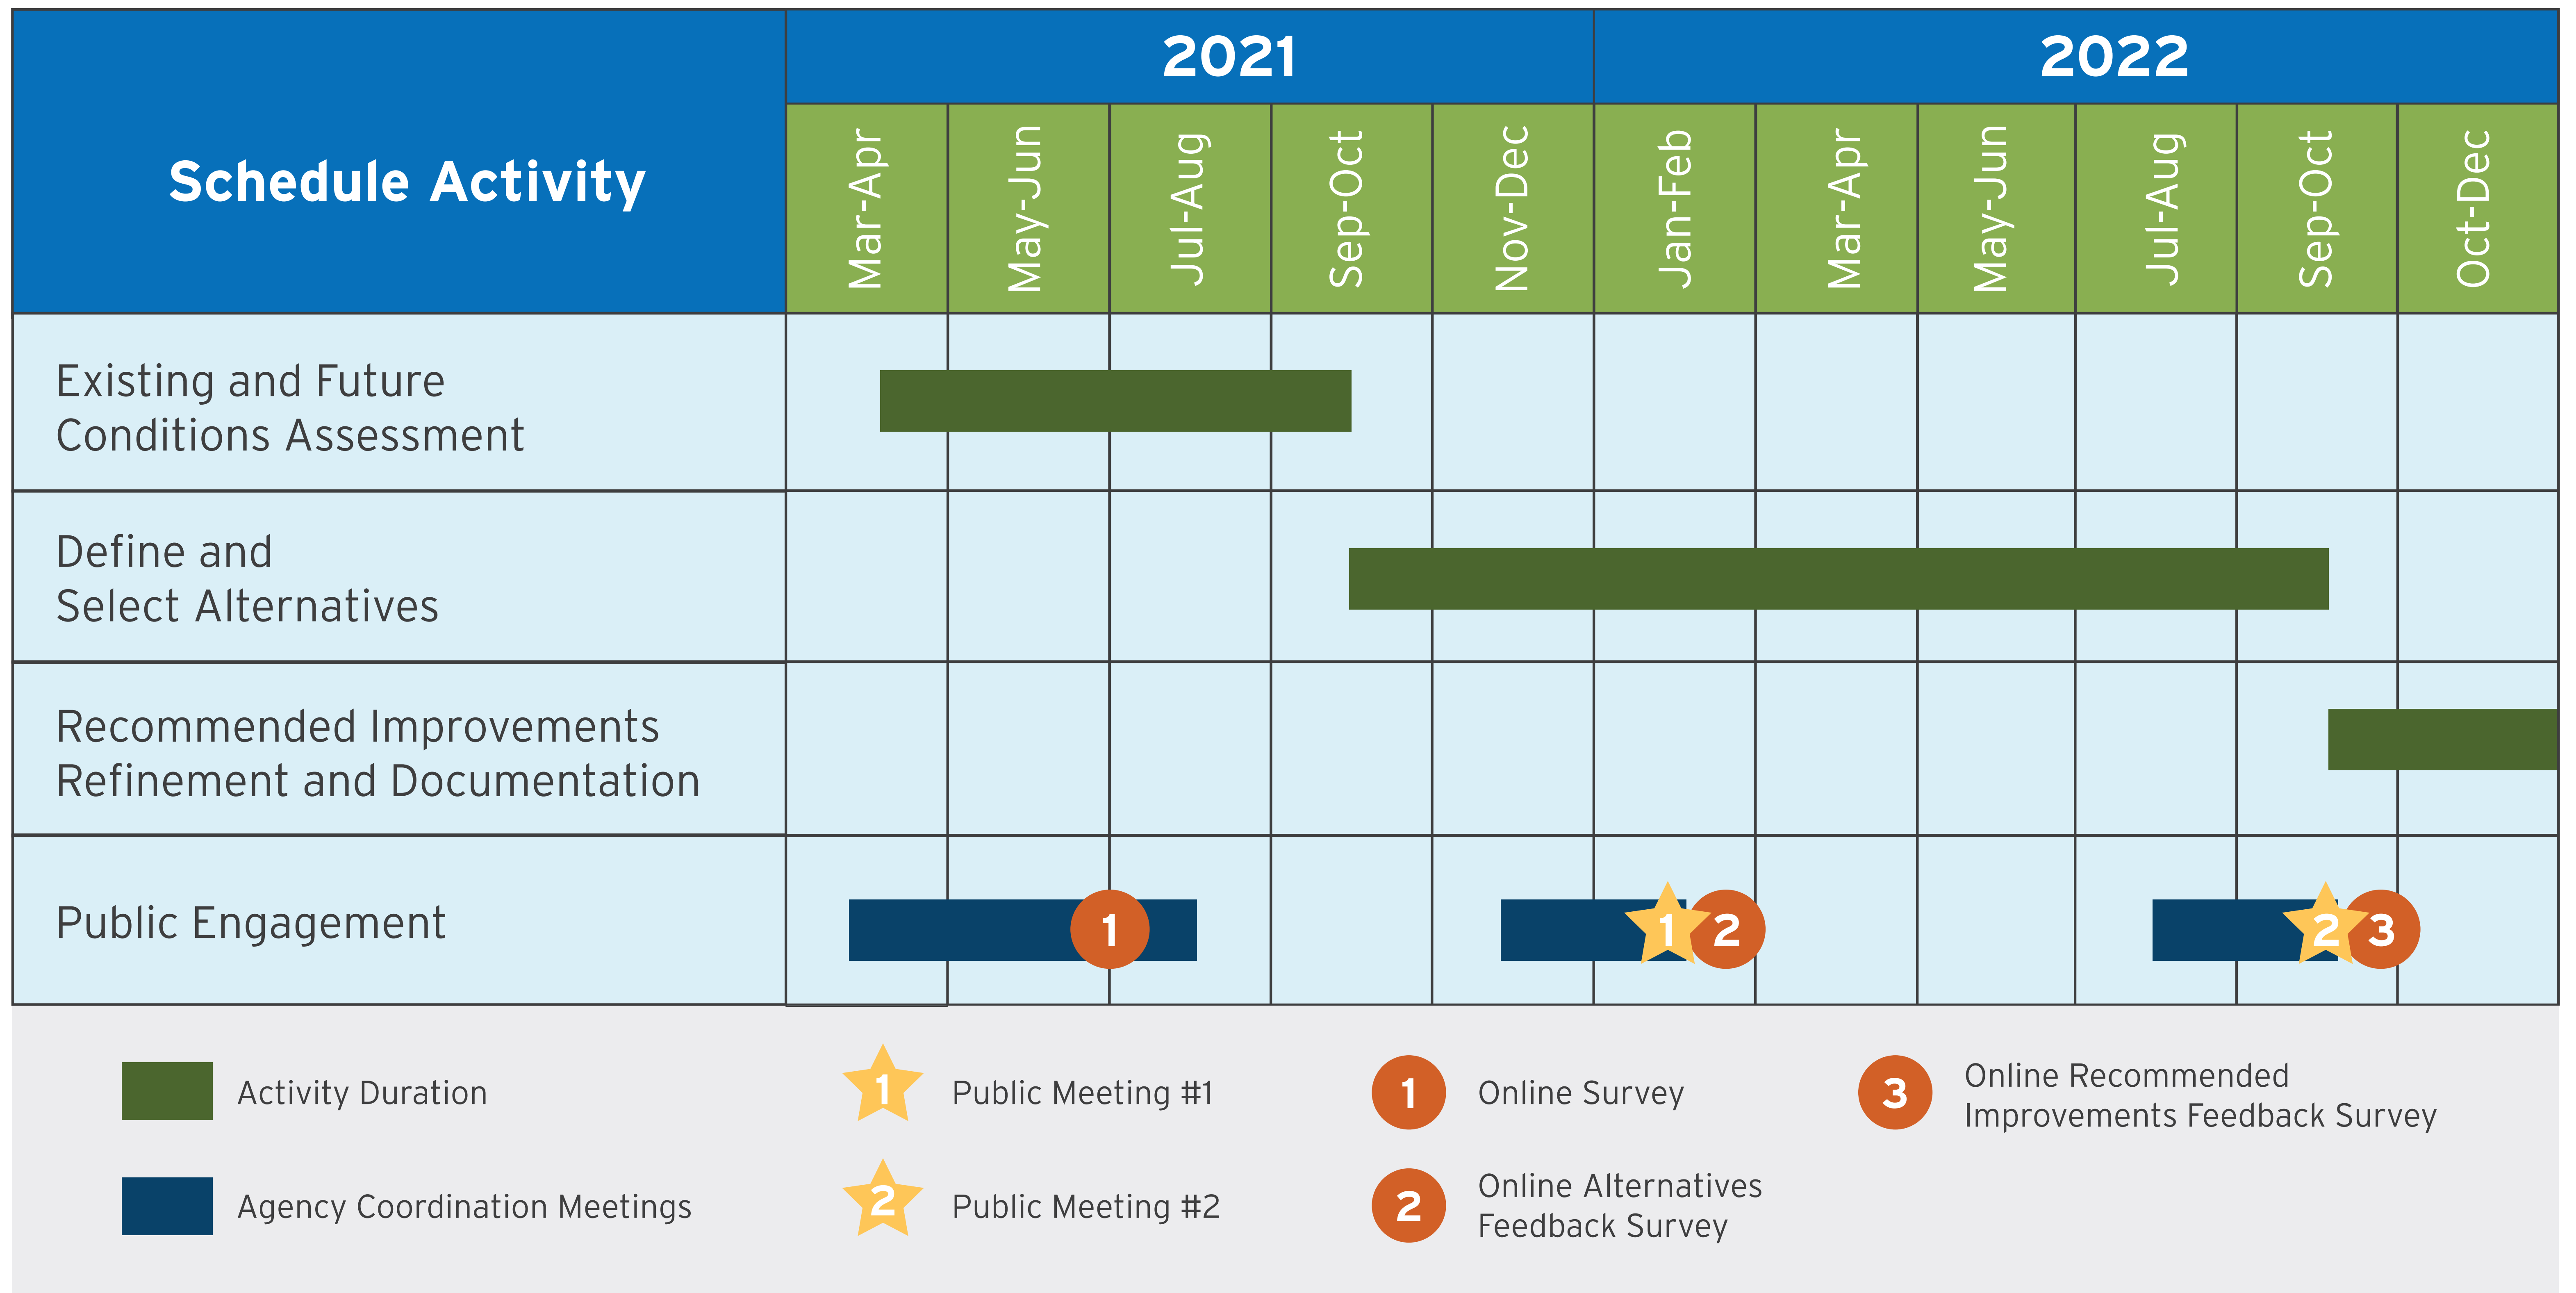 2021
2022
Schedule Activity
Mar-Apr
May-Jun
Jul-Aug
Sep-Oct
Nov-Dec
Jan-Feb
Mar-Apr
May-Jun
Jul-Aug
Sep-Oct
Oct-Dec
Existing and Future
Conditions Assessment
Define and
Select Alternatives
Recommended Improvements
Refinement and Documentation
Public Engagement
1
1
2
2
3
Activity Duration
1
Public Meeting #1
1
Online Survey
3
Online Recommended
Improvements Feedback Survey
Agency Coordination Meetings
2
Public Meeting #2
2
Online Alternatives
Feedback Survey